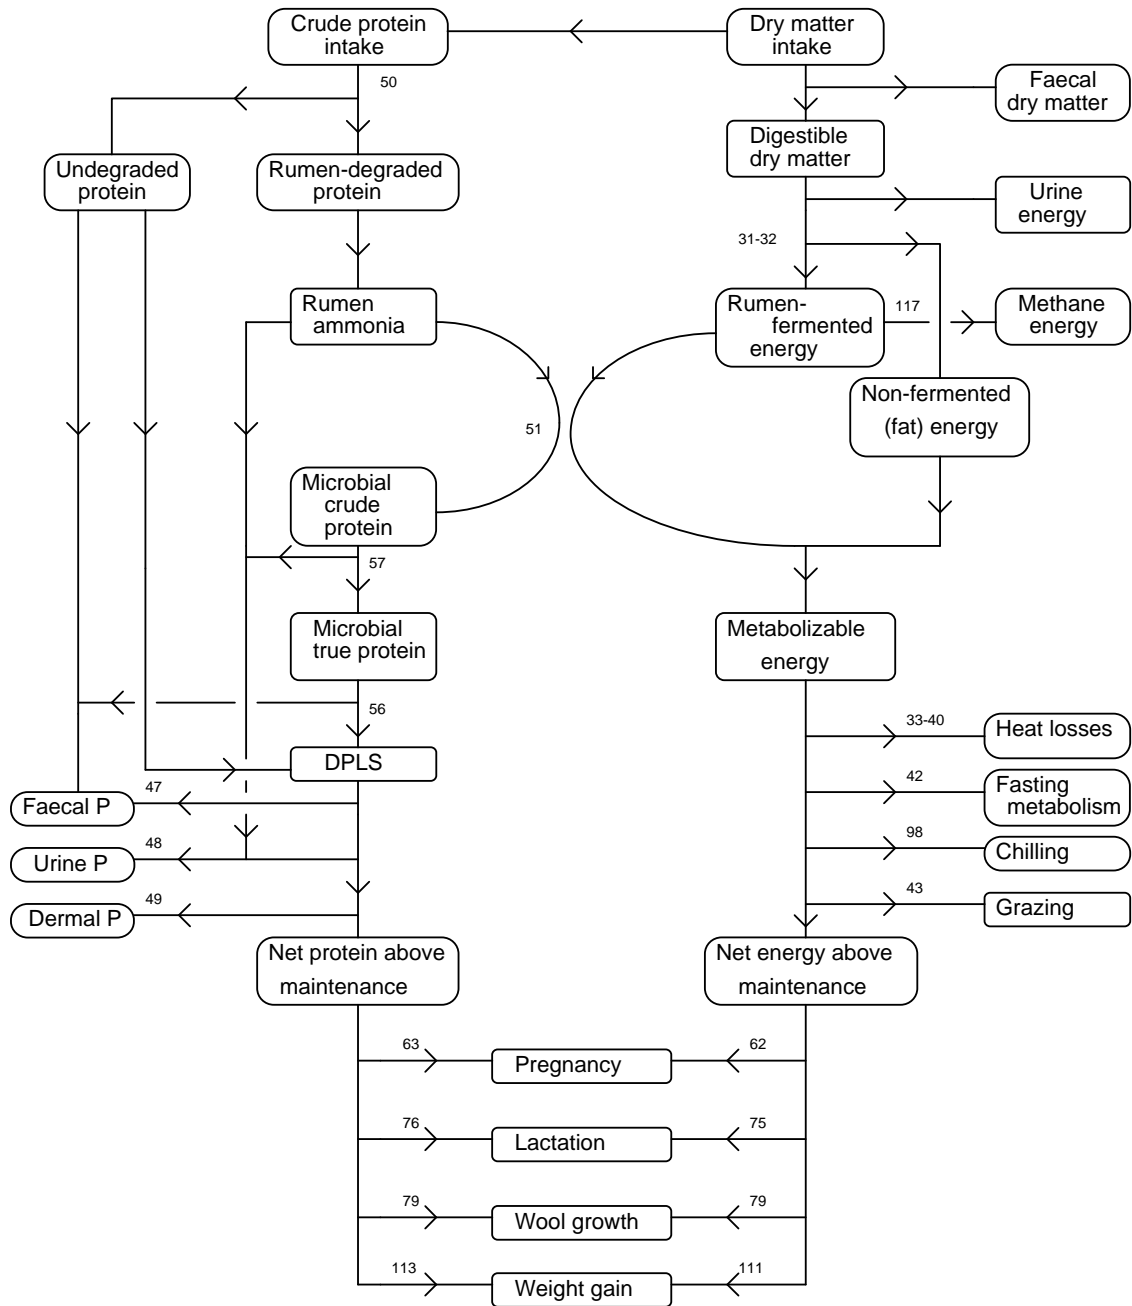 Crude protein
intake
Dry matter
intake
50
Faecal
dry matter
Digestible
dry matter
Undegraded
protein
Rumen-degraded
protein
Urine
energy
31-32
Rumen
ammonia
Rumen-
fermented
energy
117
Methane
energy
Non-fermented
(fat) energy
51
Microbial
crude
protein
57
Microbial
true protein
Metabolizable
energy
56
33-40
Heat losses
DPLS
47
Faecal P
42
Fasting
metabolism
48
Urine P
98
Chilling
49
Dermal P
43
Grazing
Net protein above
maintenance
Net energy above
maintenance
63
Pregnancy
62
76
Lactation
75
79
Wool growth
79
113
Weight gain
111